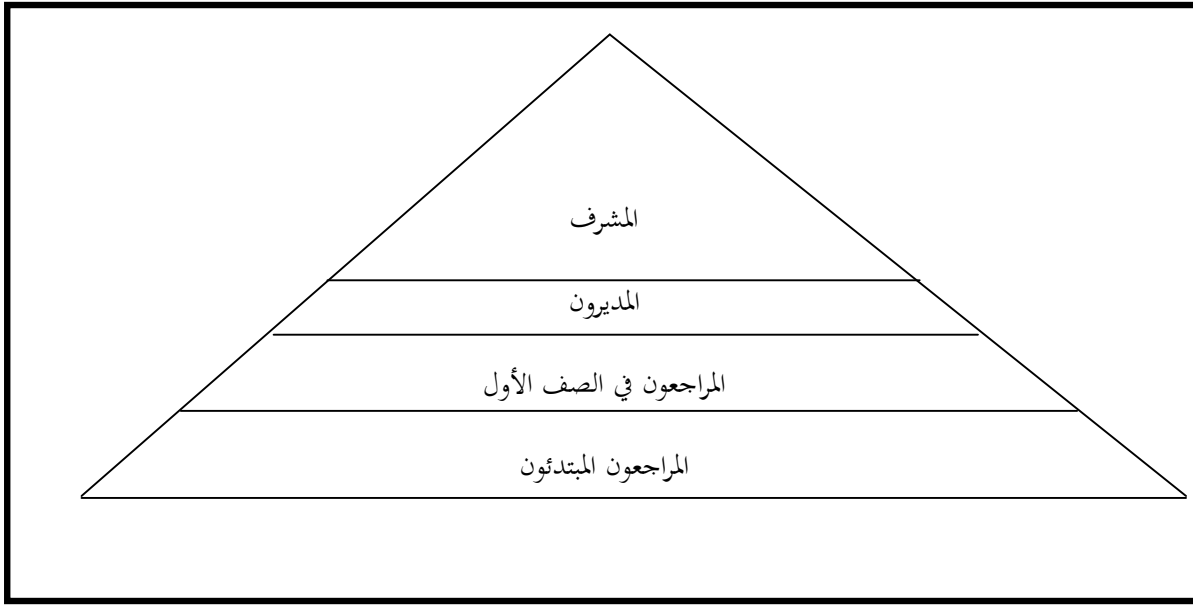 المشرف
المديرون
المراجعون في الصف الأول
المراجعون المبتدئون